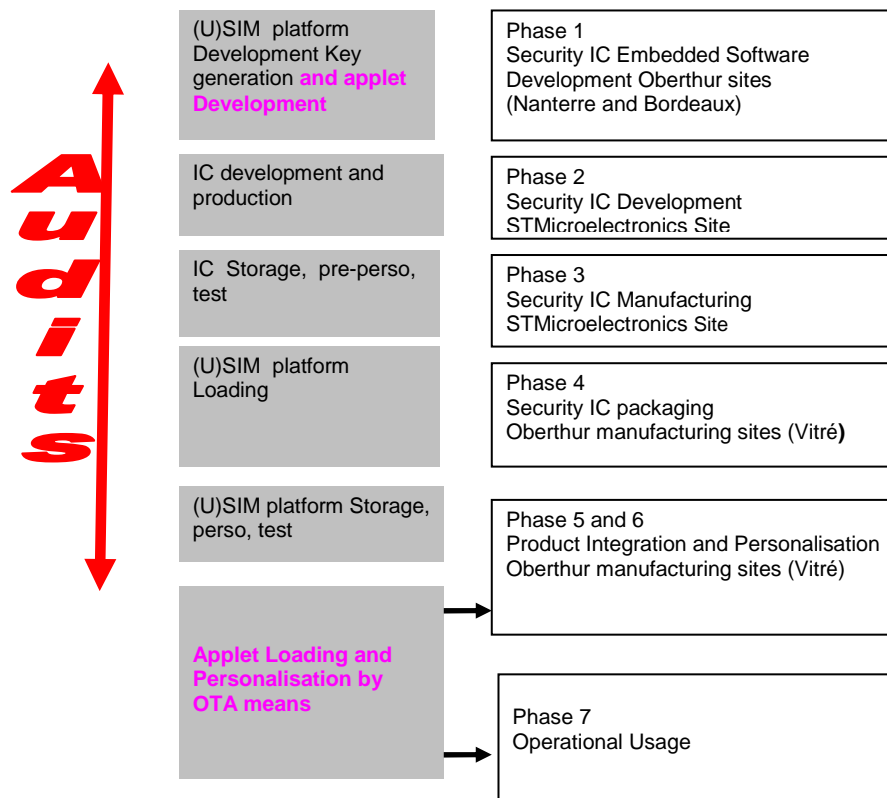 Audits
(U)SIM platform
Development Key
generation and applet
Development
Phase 1
Security IC Embedded Software
Development Oberthur sites
(Nanterre and Bordeaux)
IC development and
production
Phase 2
Security IC Development
STMicroelectronics Site
IC Storage, pre-perso,
test
Phase 3
Security IC Manufacturing
STMicroelectronics Site
(U)SIM platform
Loading
Phase 4
Security IC packaging
Oberthur manufacturing sites (Vitré)
(U)SIM platform Storage,
perso, test
Phase 5 and 6
Product Integration and Personalisation
Oberthur manufacturing sites (Vitré)
Applet Loading and
Personalisation by
OTA means
Phase 7
Operational Usage